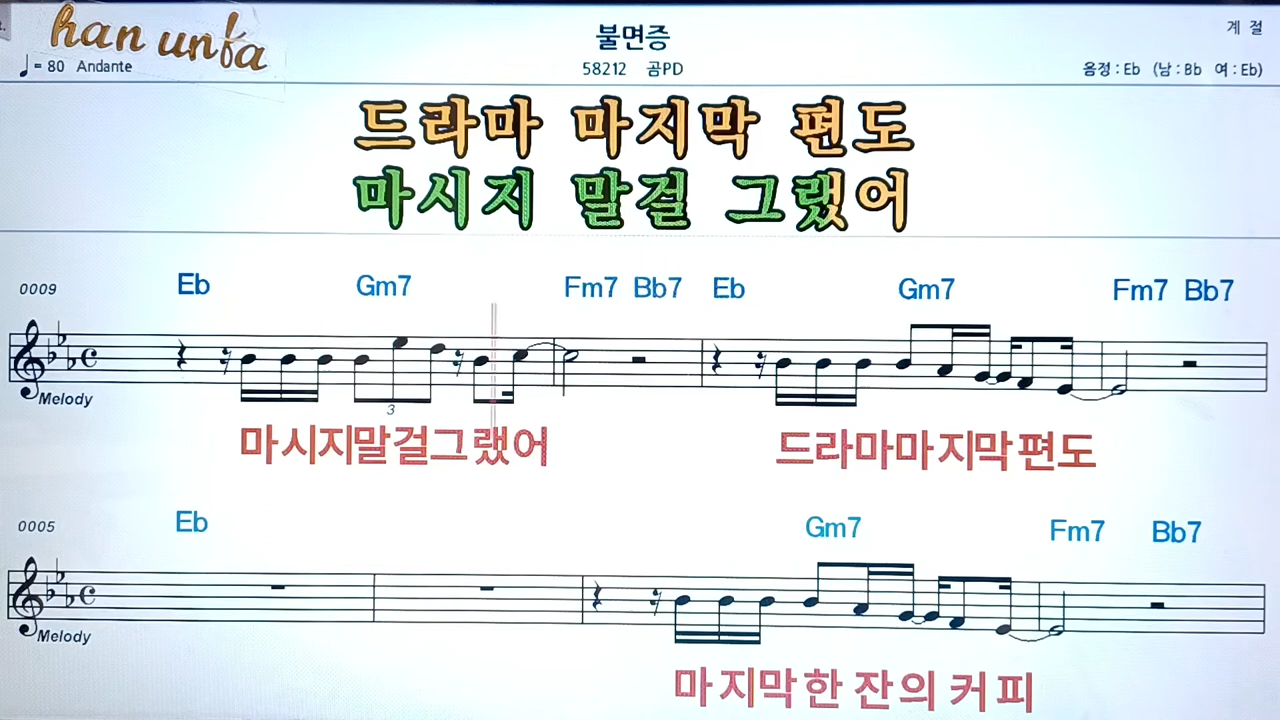 han un!fa
불면증
계 절
♩= 80 Andante
58212 곰PD
음정 : Eb (남 : Bb 여 : Eb)
드라마 마지막 편도
마시지 말걸 그랬어
0009
Eb Gm7 Fm7 Bb7 Eb Gm7 Fm7 Bb7
3
Melody
마시지말걸그랬어 드라마마지막편도
0005
Eb Gm7 Fm7 Bb7
Melody
마지막한잔의커피